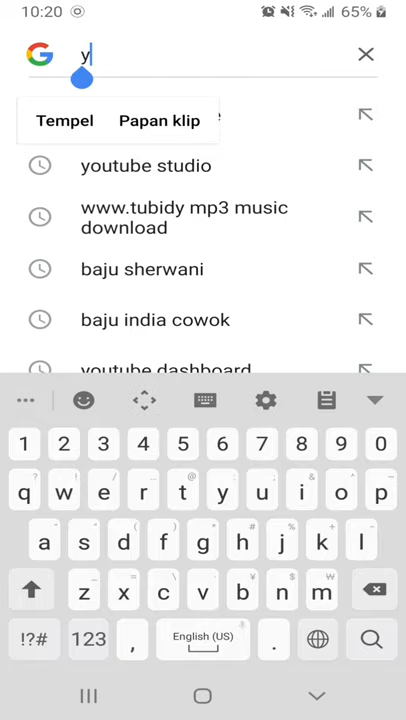 10:20
65%
y
Tempel Papan klip
e
youtube studio
www.tubidy mp3 music
download
baju sherwani
baju india cowok
youtube dashboard
1 2 3 4 5 6 7 8 9 0
q w e r t y u i o p
a s d f g h j k l
z x c v b n m
!?# 123 , English (US) .